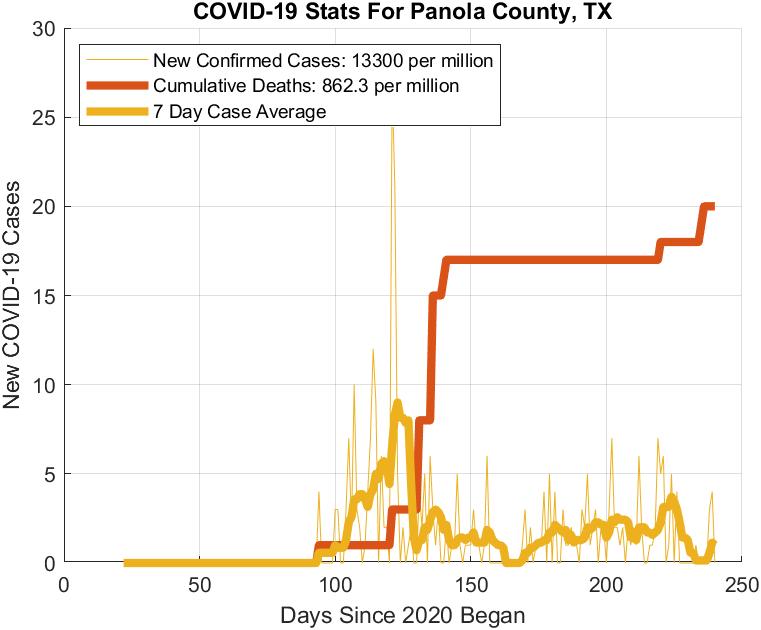 COVID-19 Stats For Panola County, TX
30
25
20
15
10
5
0
New COVID-19 Cases
New Confirmed Cases: 13300 per million
Cumulative Deaths: 862.3 per million
7 Day Case Average
0 50 100 150 200 250
Days Since 2020 Began